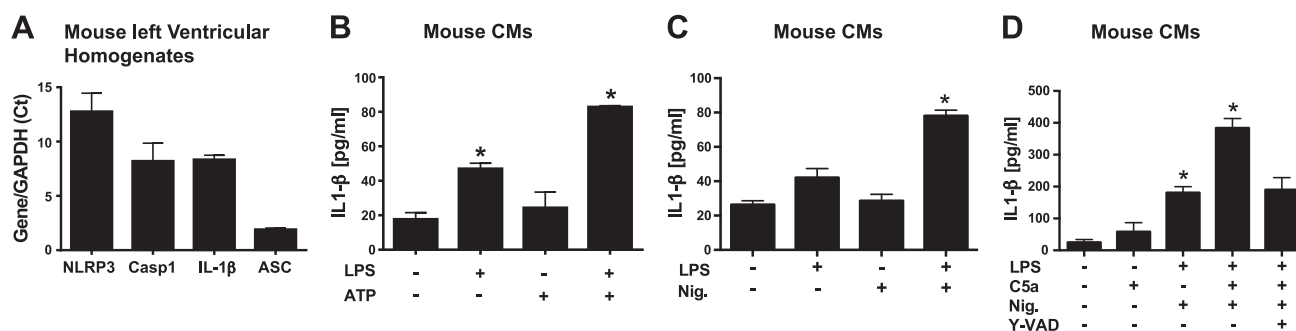 A Mouse left Ventricular
Homogenates
Gene/GAPDH (Ct)
15
10
5
0
NLRP3 Casp1 IL-1β ASC
B Mouse CMs
IL1-β [pg/ml]
100
80
60
40
20
0
* *
LPS - + - +
ATP - - + +
C Mouse CMs
IL1-β [pg/ml]
100
80
60
40
20
0
*
LPS - + - +
Nig. - - + +
D Mouse CMs
IL1-β [pg/ml]
500
400
300
200
100
0
* *
LPS - - + + +
C5a - + - + +
Nig. - - + + +
Y-VAD - - - - +